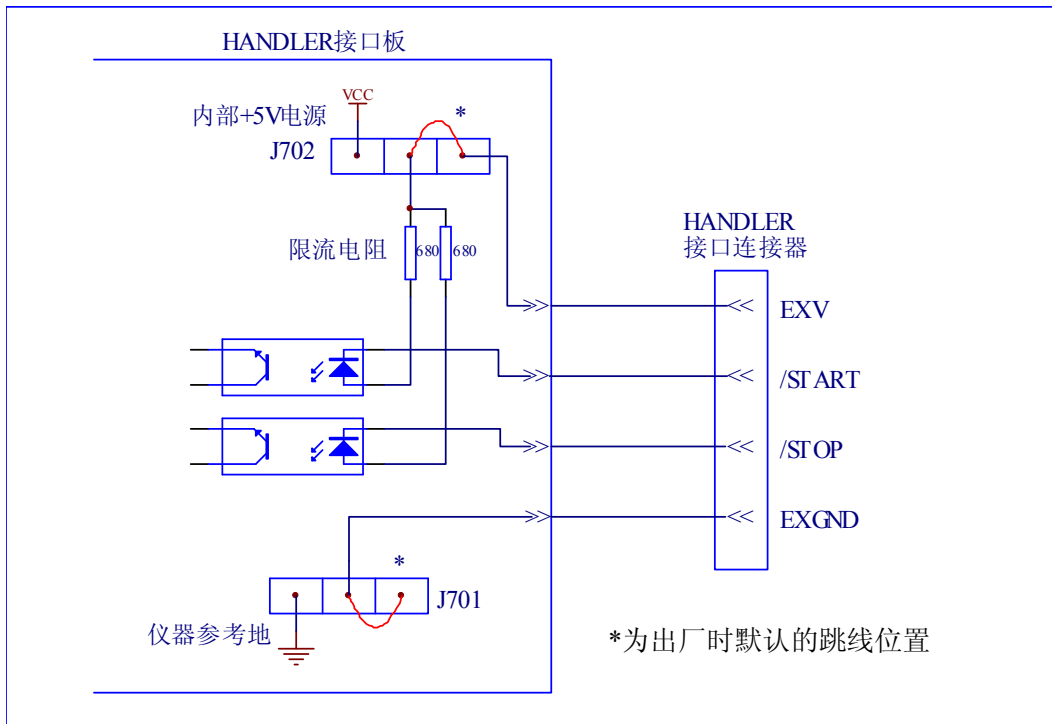 HANDLER接口板
VCC
内部+5V电源
*
J702
限流电阻
680
680
HANDLER
接口连接器
EXV
/START
/STOP
EXGND
*
J701
仪器参考地
*为出厂时默认的跳线位置